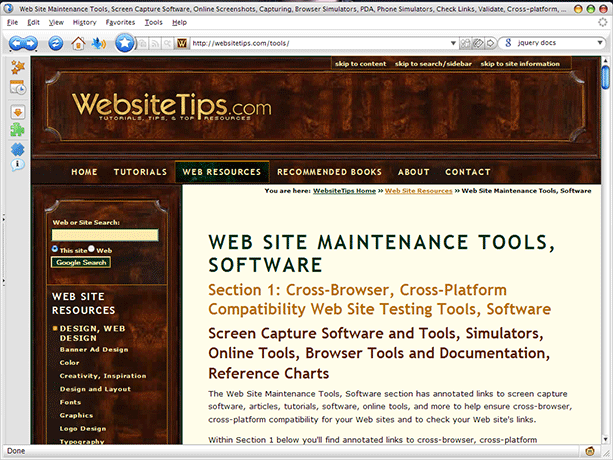 Web Site Maintenance Tools, Screen Capture Software, Online Screenshots, Capturing, Browser Simulators, PDA, Phone Simulators, Check Links, Validate, Cross-platform, ...
File Edit View History Favorites Tools Help
http://websitetips.com/tools/
jquery docs
skip to content skip to search/sidebar skip to site information
WebsiteTips.com
TUTORIALS, TIPS, & TOP RESOURCES
HOME TUTORIALS WEB RESOURCES RECOMMENDED BOOKS ABOUT CONTACT
You are here: WebsiteTips Home » Web Site Resources » Web Site Maintenance Tools, Software
Web or Site Search:
This site Web
Google Search
WEB SITE
RESOURCES
DESIGN, WEB
DESIGN
Banner Ad Design
Color
Creativity, Inspiration
Design and Layout
Fonts
Graphics
Logo Design
Typography
WEB SITE MAINTENANCE TOOLS,
SOFTWARE
Section 1: Cross-Browser, Cross-Platform
Compatibility Web Site Testing Tools, Software
Screen Capture Software and Tools, Simulators,
Online Tools, Browser Tools and Documentation,
Reference Charts
The Web Site Maintenance Tools, Software section has annotated links to screen capture
software, articles, tutorials, software, online tools, and more to help ensure cross-browser,
cross-platform compatibility for your Web sites and to check your Web site's links.
Within Section 1 below you'll find annotated links to cross-browser, cross-platform
Done